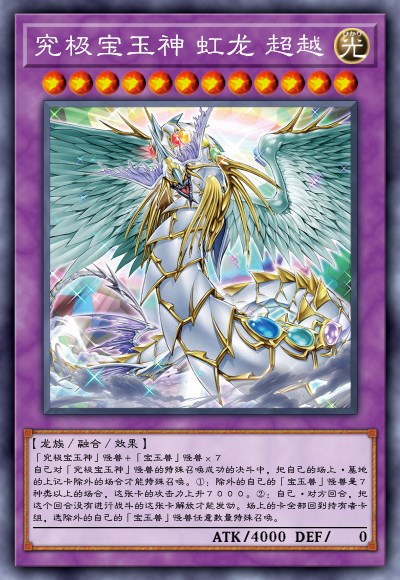 究极宝玉神 虹龙 超越
光
【龙族／融合／效果】
「究极宝玉神」怪兽＋「宝玉兽」怪兽×7
自己对「究极宝玉神」怪兽的特殊召唤成功的决斗中，把自己的场上·墓地
的上记卡除外的场合才能特殊召唤。①：除外的自己的「宝玉兽」怪兽是7
种类以上的场合，这张卡的攻击力上升7000。②：自己·对方回合，把
这个回合没有进行战斗的这张卡解放才能发动。场上的卡全部回到持有者卡
组，选除外的自己的「宝玉兽」怪兽任意数量特殊召唤。
ATK/4000 DEF/ 0